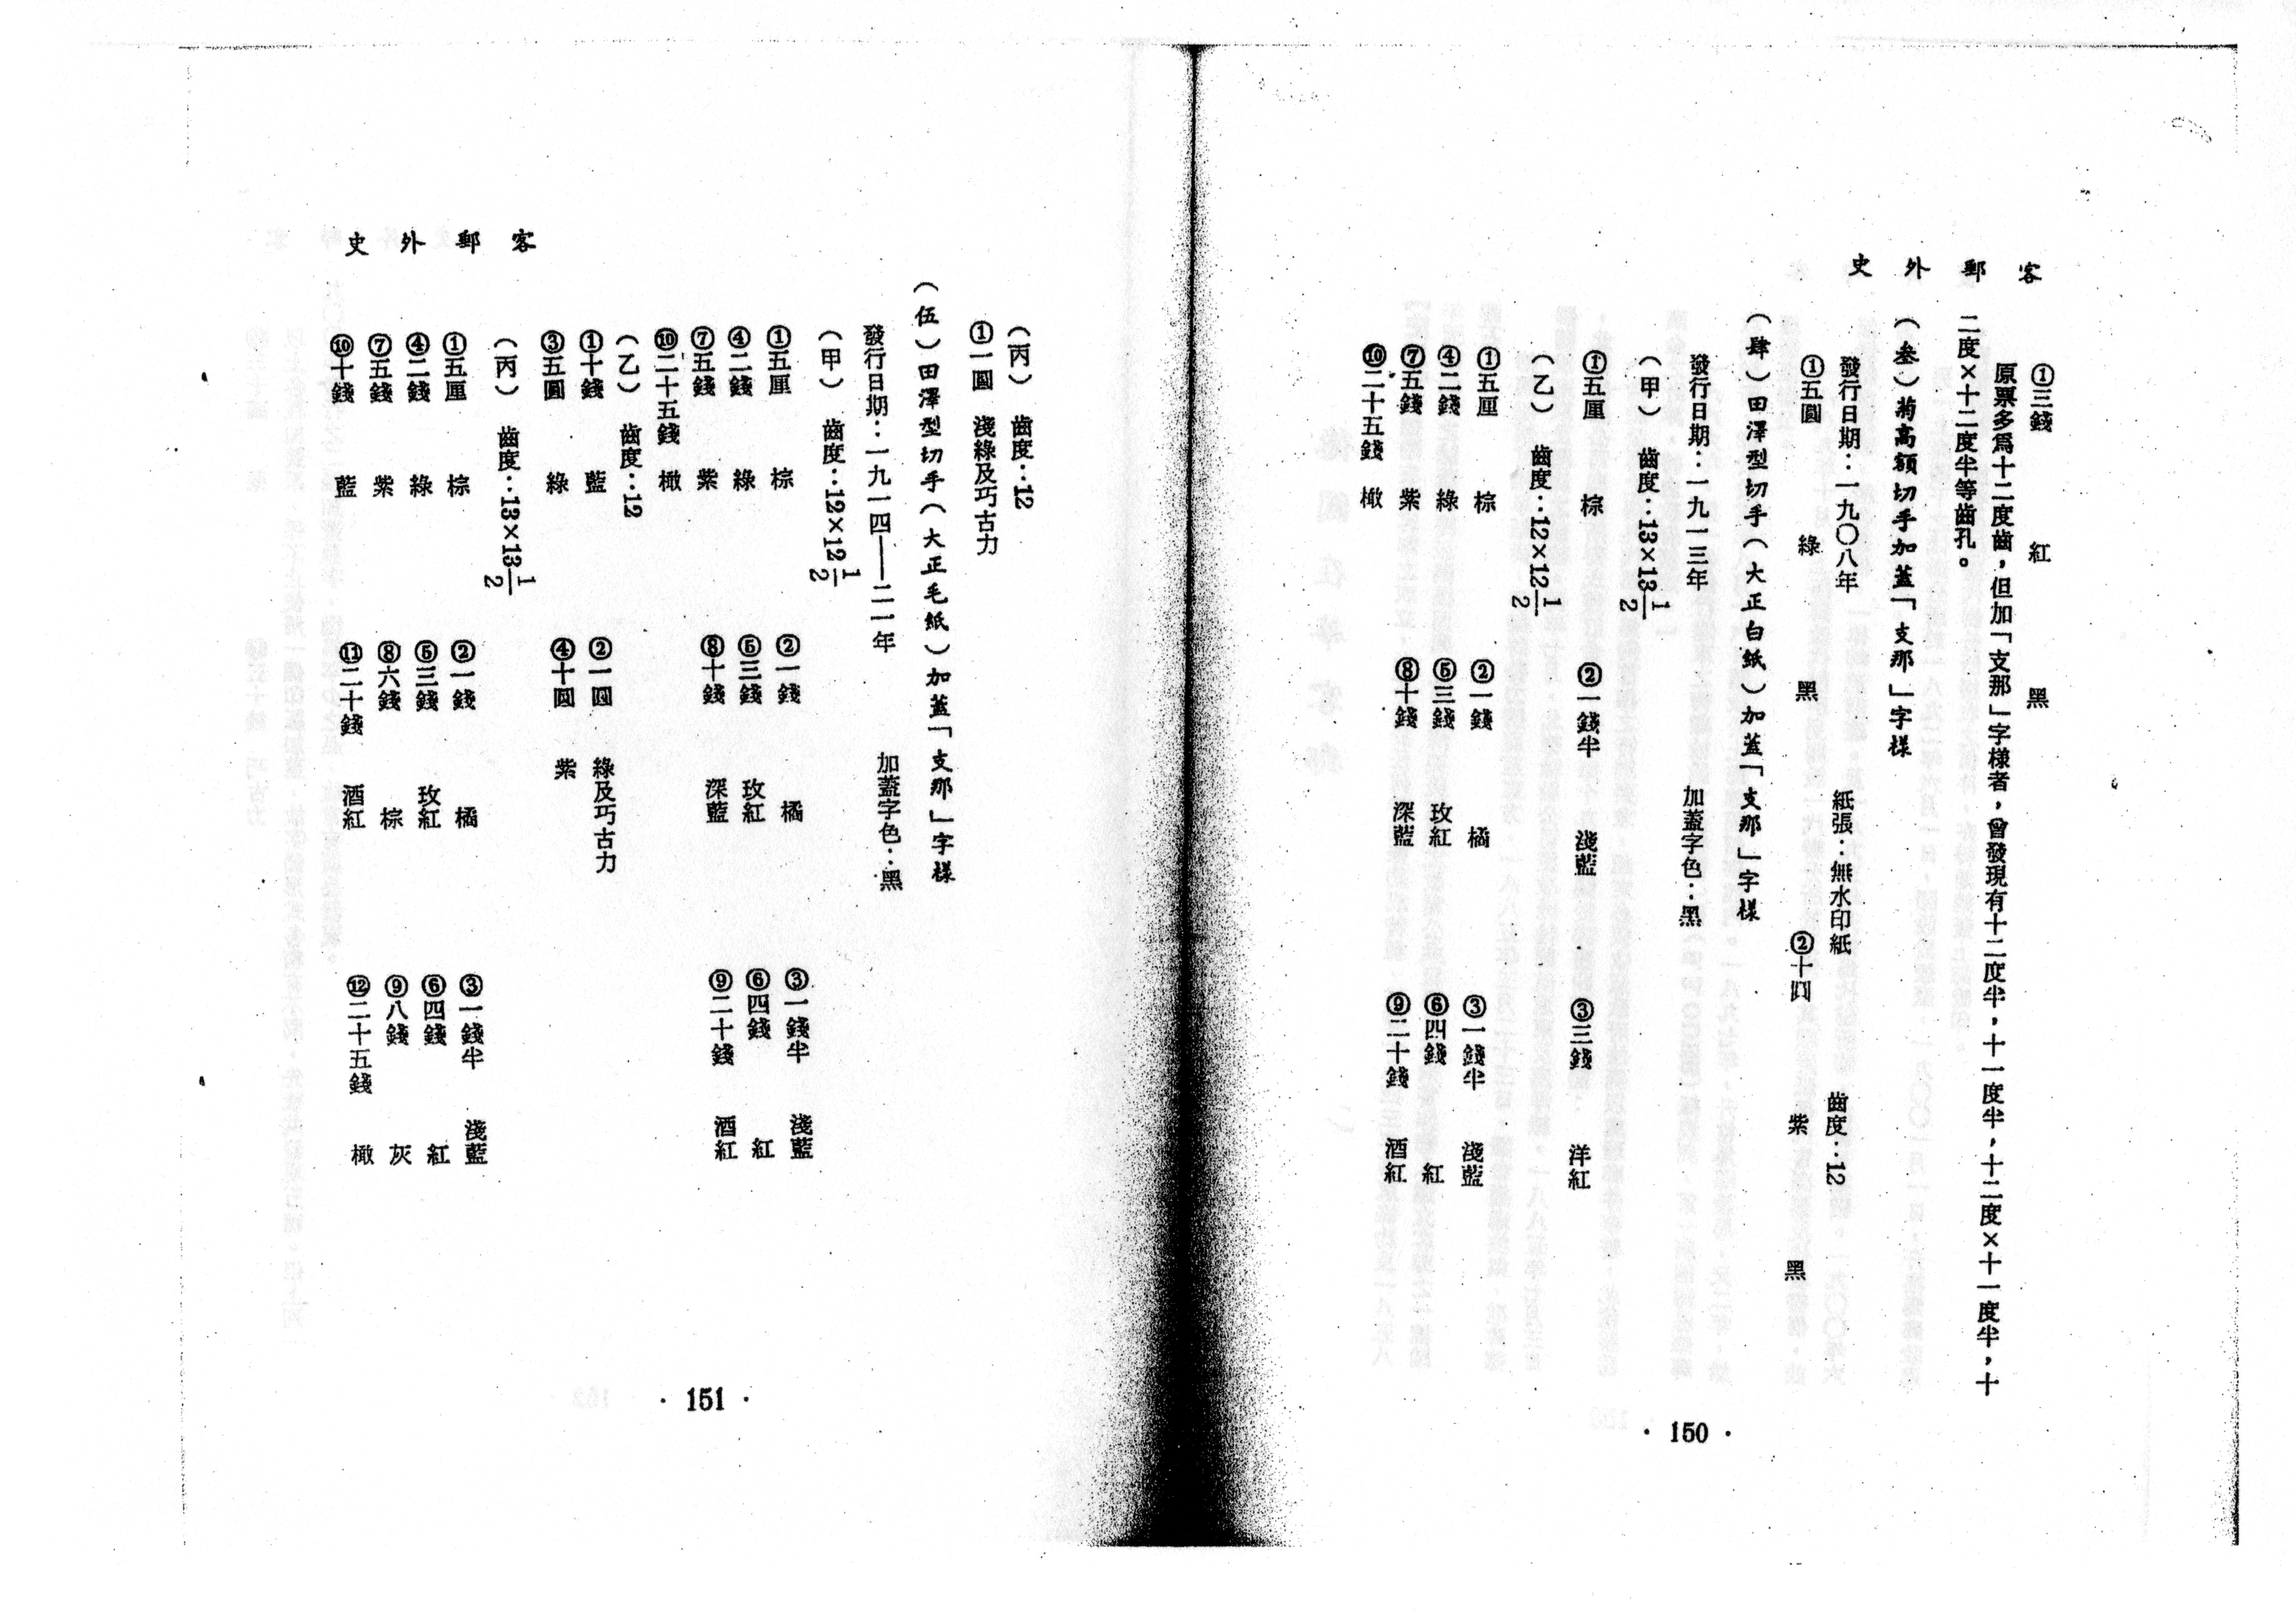 客郵外史
①三錢 紅 黑
原票多爲十二度齒，但加「支那」字樣者，曾發現有十二度半，十一度半，十二度×十一度半，十
二度×十二度半等齒孔。
（叁）菊高額切手加蓋「支那」字樣
發行日期：一九〇八年 紙張：無水印紙 齒度：12
①五圓 綠 黑 ②十圓 紫 黑
（肆）田澤型切手（大正白紙）加蓋「支那」字樣
發行日期：一九一三年 加蓋字色：黑
（甲） 齒度：13×13½
①五厘 棕 ②一錢半 淺藍 ③三錢 洋紅
（乙） 齒度：12×12½
①五厘 棕 ②一錢 橘 ③一錢半 淺藍
④二錢 綠 ⑤三錢 玫紅 ⑥四錢 紅
⑦五錢 紫 ⑧十錢 深藍 ⑨二十錢 酒紅
⑩二十五錢 橄
· 150 ·
客郵外史
（丙） 齒度：12
①一圓 淺綠及巧古力
（伍）田澤型切手（大正毛紙）加蓋「支那」字樣
發行日期：一九一四——二一年 加蓋字色：黑
（甲） 齒度：12×12½
①五厘 棕 ②一錢 橘 ③一錢半 淺藍
④二錢 綠 ⑤三錢 玫紅 ⑥四錢 紅
⑦五錢 紫 ⑧十錢 深藍 ⑨二十錢 酒紅
⑩二十五錢 橄
（乙） 齒度：12
①十錢 藍 ②一圓 綠及巧古力
③五圓 綠 ④十圓 紫
（丙） 齒度：13×13½
①五厘 棕 ②一錢 橘 ③一錢半 淺藍
④二錢 綠 ⑤三錢 玫紅 ⑥四錢 紅
⑦五錢 紫 ⑧六錢 棕 ⑨八錢 灰
⑩十錢 藍 ⑪二十錢 酒紅 ⑫二十五錢 橄
· 151 ·